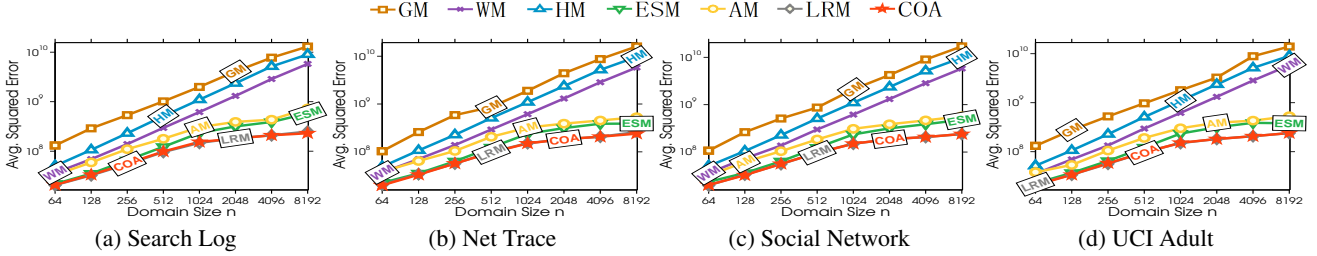 GM WM HM ESM AM LRM COA
Avg. Squared Error
10^10
10^9
10^8
GM
HM
AM
ESM
LRM
COA
WM
64 128 256 512 1024 2048 4096 8192
Domain Size n
(a) Search Log
Avg. Squared Error
10^10
10^9
10^8
HM
GM
AM
ESM
LRM
COA
WM
64 128 256 512 1024 2048 4096 8192
Domain Size n
(b) Net Trace
Avg. Squared Error
10^10
10^9
10^8
HM
GM
ESM
COA
LRM
AM
WM
64 128 256 512 1024 2048 4096 8192
Domain Size n
(c) Social Network
Avg. Squared Error
10^10
10^9
10^8
WM
HM
GM
AM
ESM
COA
LRM
64 128 256 512 1024 2048 4096 8192
Domain Size n
(d) UCI Adult